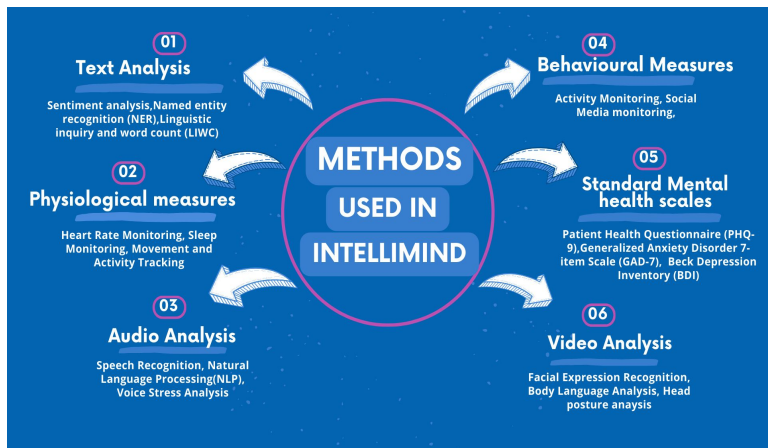 METHODS
USED IN
INTELLIMIND
01
Text Analysis
Sentiment analysis,Named entity
recognition (NER),Linguistic
inquiry and word count (LIWC)
02
Physiological measures
Heart Rate Monitoring, Sleep
Monitoring, Movement and
Activity Tracking
03
Audio Analysis
Speech Recognition, Natural
Language Processing(NLP),
Voice Stress Analysis
04
Behavioural Measures
Activity Monitoring, Social
Media monitoring,
05
Standard Mental
health scales
Patient Health Questionnaire (PHQ-
9),Generalized Anxiety Disorder 7-
item Scale (GAD-7), Beck Depression
Inventory (BDI)
06
Video Analysis
Facial Expression Recognition,
Body Language Analysis, Head
posture anaysis